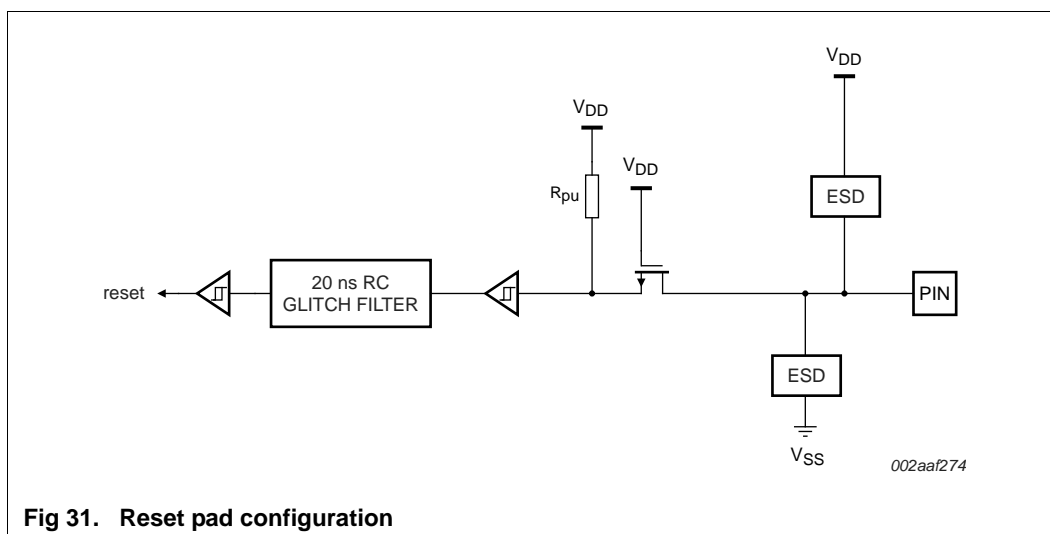 VDD
VDD
VDD
Rpu
ESD
reset
20 ns RC
GLITCH FILTER
PIN
ESD
VSS
002aaf274
Fig 31. Reset pad configuration